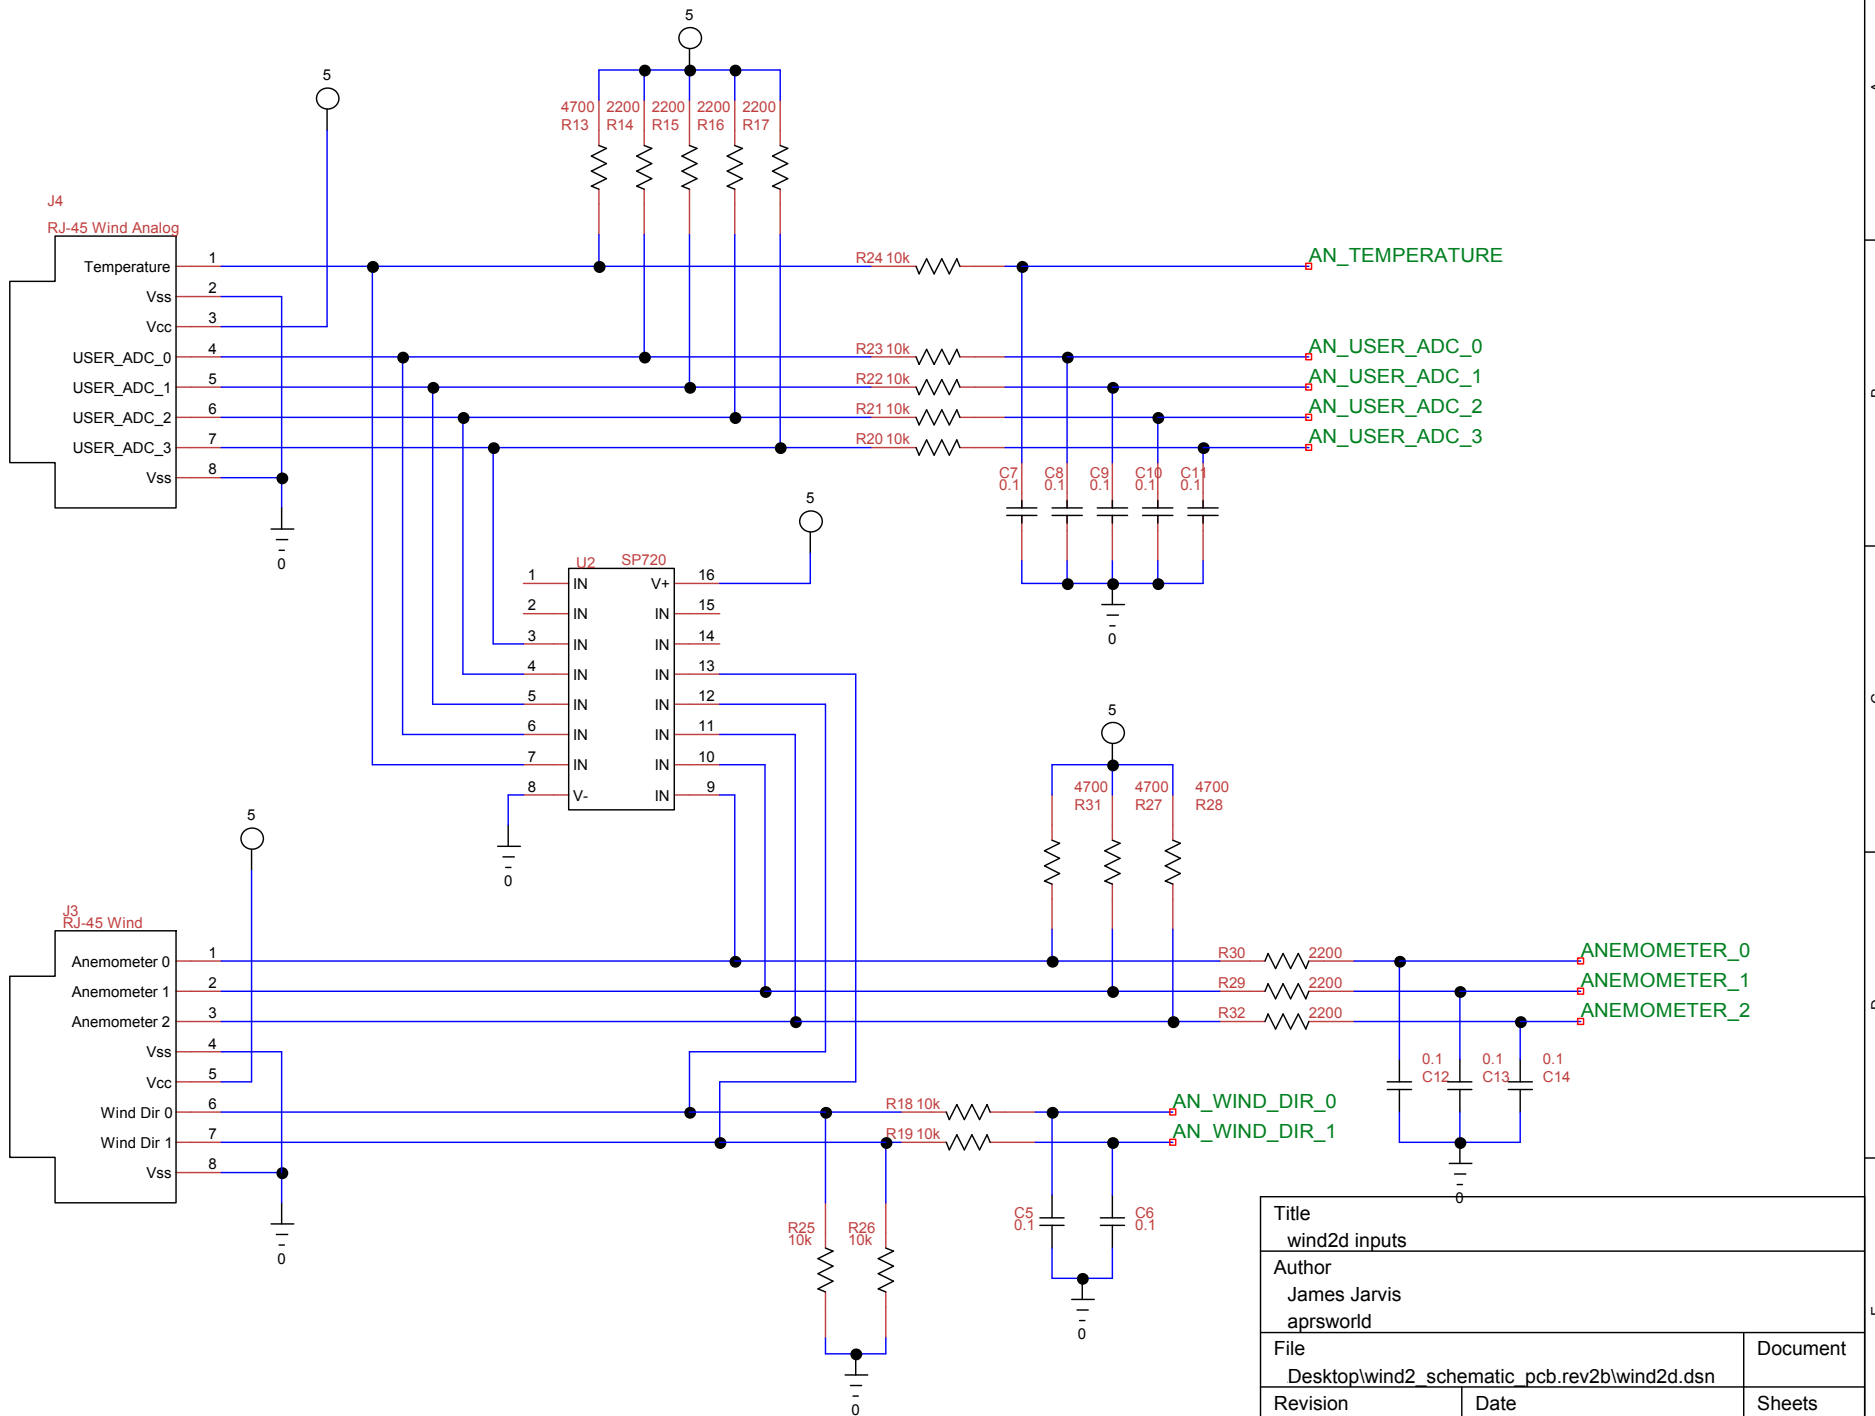 5
5
4700 2200 2200 2200 2200
R13 R14 R15 R16 R17
J4
RJ-45 Wind Analog
Temperature 1
Vss 2
Vcc 3
USER_ADC_0 4
USER_ADC_1 5
USER_ADC_2 6
USER_ADC_3 7
Vss 8
0
R24 10k
AN_TEMPERATURE
R23 10k
AN_USER_ADC_0
R22 10k
AN_USER_ADC_1
R21 10k
AN_USER_ADC_2
R20 10k
AN_USER_ADC_3
C7 C8 C9 C10 C11
0.1 0.1 0.1 0.1 0.1
0
5
U2 SP720
1 IN V+ 16
2 IN IN 15
3 IN IN 14
4 IN IN 13
5 IN IN 12
6 IN IN 11
7 IN IN 10
8 V- IN 9
0
5
4700 4700 4700
R31 R27 R28
5
J3
RJ-45 Wind
Anemometer 0 1
Anemometer 1 2
Anemometer 2 3
Vss 4
Vcc 5
Wind Dir 0 6
Wind Dir 1 7
Vss 8
0
R30 2200
ANEMOMETER_0
R29 2200
ANEMOMETER_1
R32 2200
ANEMOMETER_2
0.1 0.1 0.1
C12 C13 C14
0
R18 10k
AN_WIND_DIR_0
R19 10k
AN_WIND_DIR_1
C5 C6
0.1 0.1
0
R25 R26
10k 10k
0
Title
wind2d inputs
Author
James Jarvis
aprsworld
File Document
Desktop\wind2_schematic_pcb.rev2b\wind2d.dsn
Revision Date Sheets